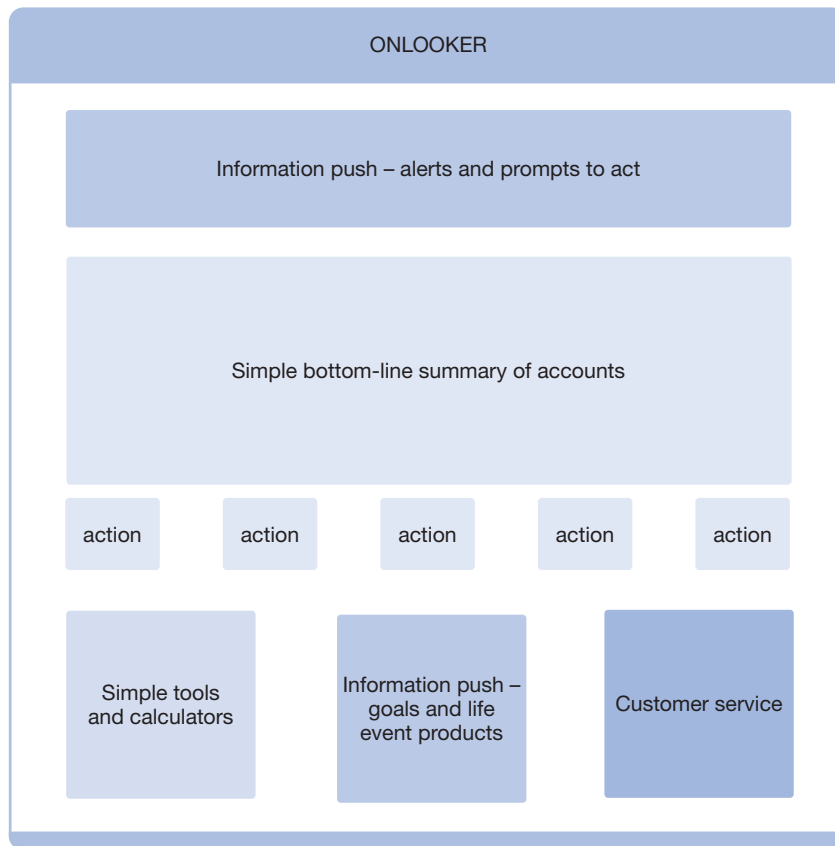 ONLOOKER
Information push – alerts and prompts to act
Simple bottom-line summary of accounts
action
action
action
action
action
Simple tools
and calculators
Information push –
goals and life
event products
Customer service